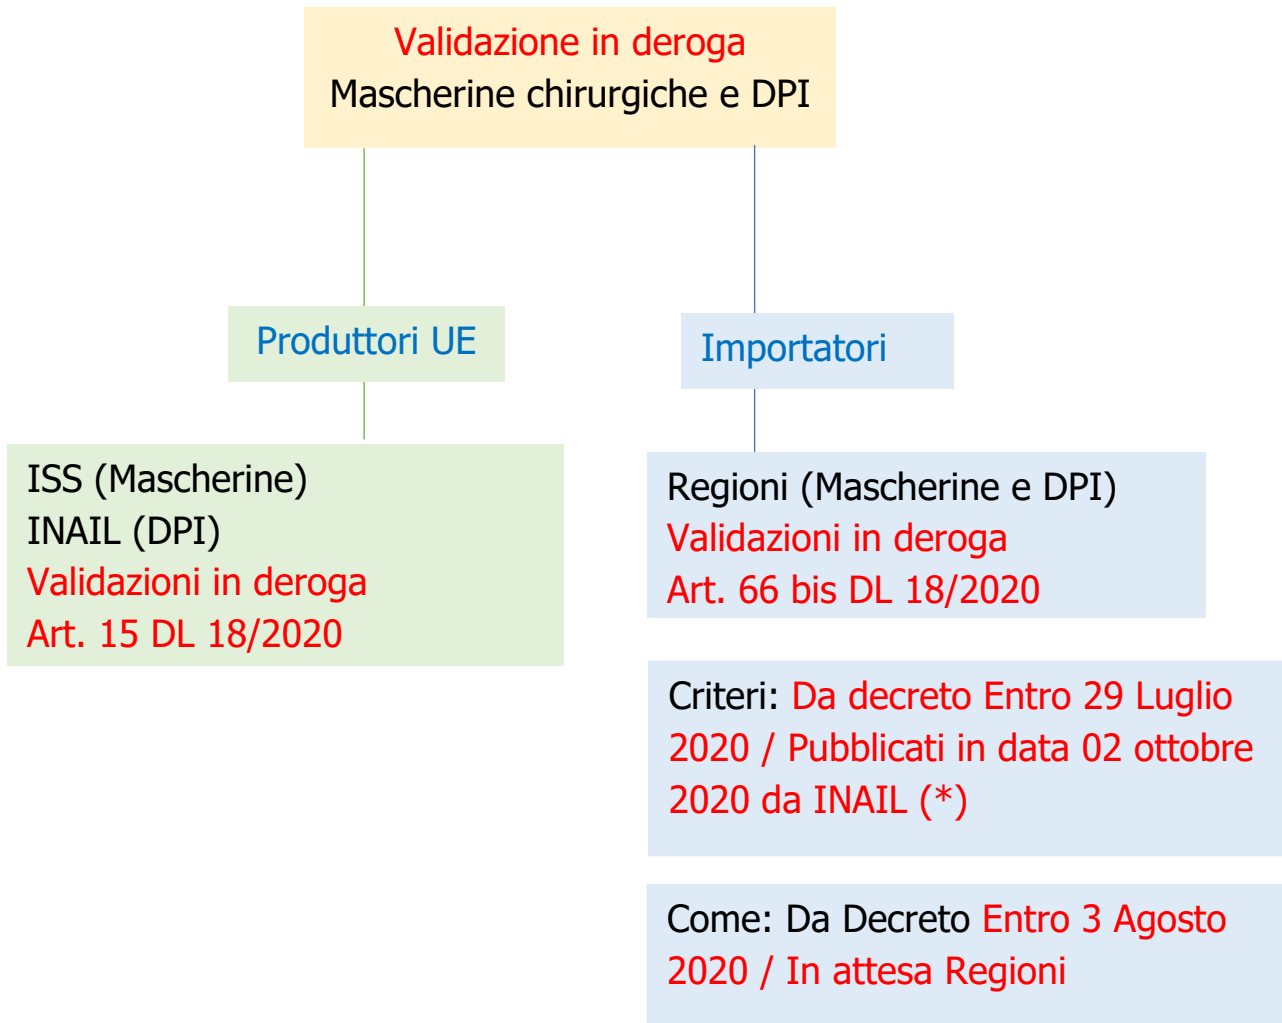 Validazione in deroga
Mascherine chirurgiche e DPI
Produttori UE
Importatori
ISS (Mascherine)
INAIL (DPI)
Validazioni in deroga
Art. 15 DL 18/2020
Regioni (Mascherine e DPI)
Validazioni in deroga
Art. 66 bis DL 18/2020
Criteri: Da decreto Entro 29 Luglio
2020 / Pubblicati in data 02 ottobre
2020 da INAIL (*)
Come: Da Decreto Entro 3 Agosto
2020 / In attesa Regioni